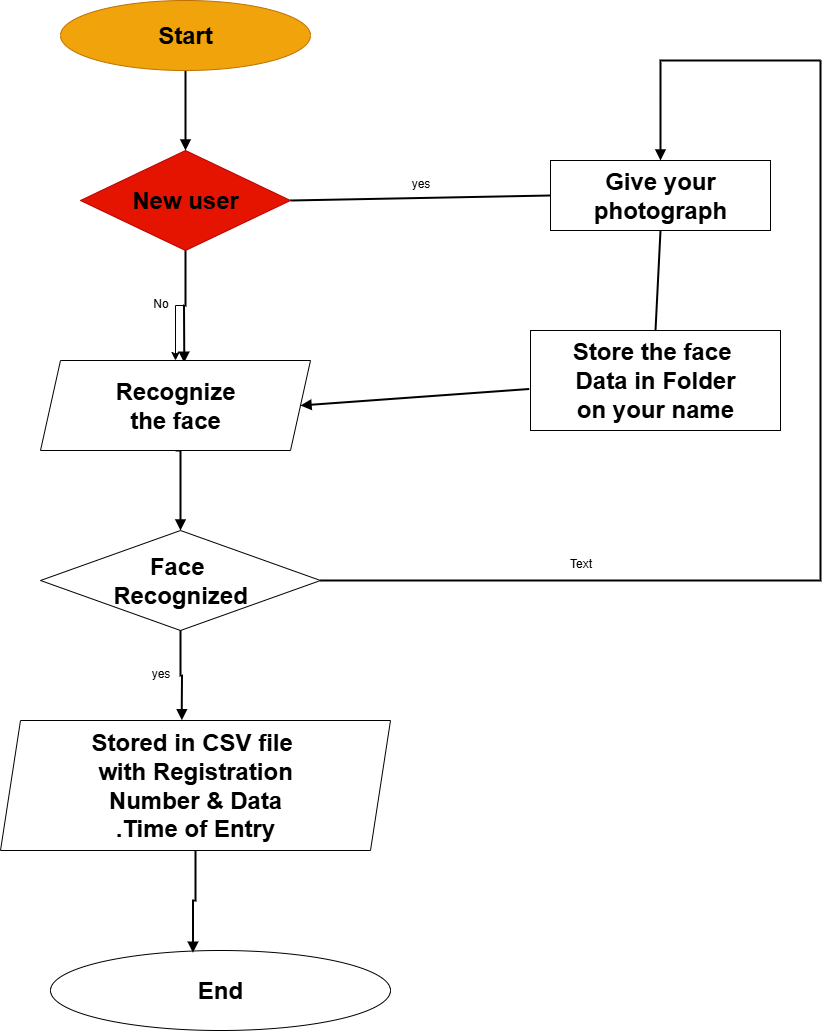 Start
New user
yes
Give your
photograph
No
Store the face
Data in Folder
on your name
Recognize
the face
Face
Recognized
Text
yes
Stored in CSV file
with Registration
Number & Data
.Time of Entry
End